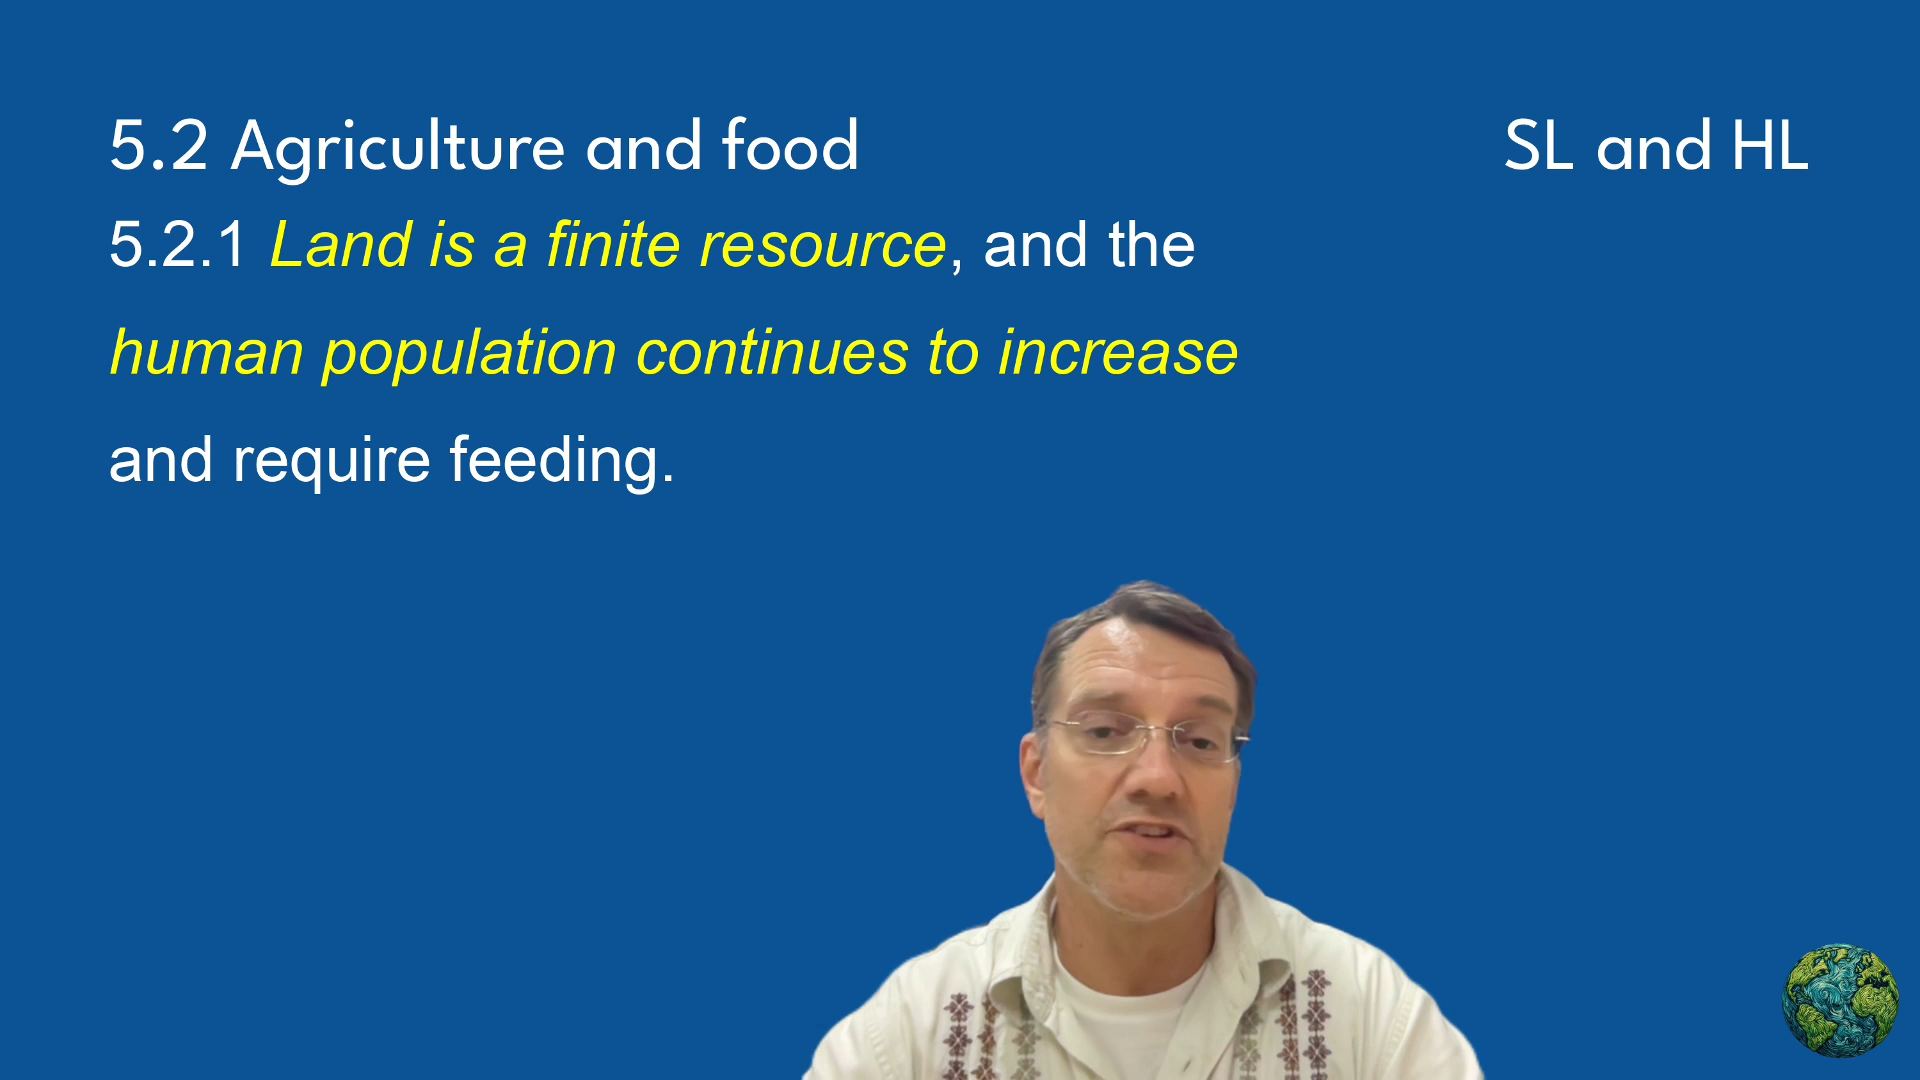 5.2 Agriculture and food SL and HL
5.2.1 Land is a finite resource, and the
human population continues to increase
and require feeding.